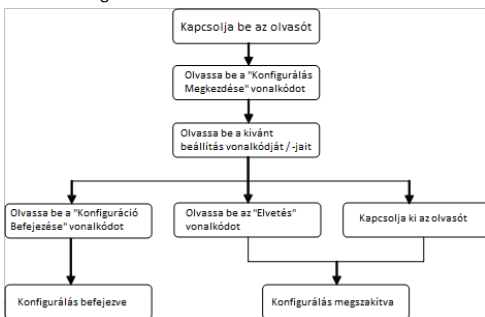 Kapcsolja be az olvasót
Olvassa be a "Konfigurálás
Megkezdése" vonalkódot
Olvassa be a kívánt
beállítás vonalkódját / -jait
Olvassa be a "Konfiguráció
Befejezése" vonalkódot
Olvassa be az "Elvetés"
vonalkódot
Kapcsolja ki az olvasót
Konfigurálás befejezve
Konfigurálás megszakítva